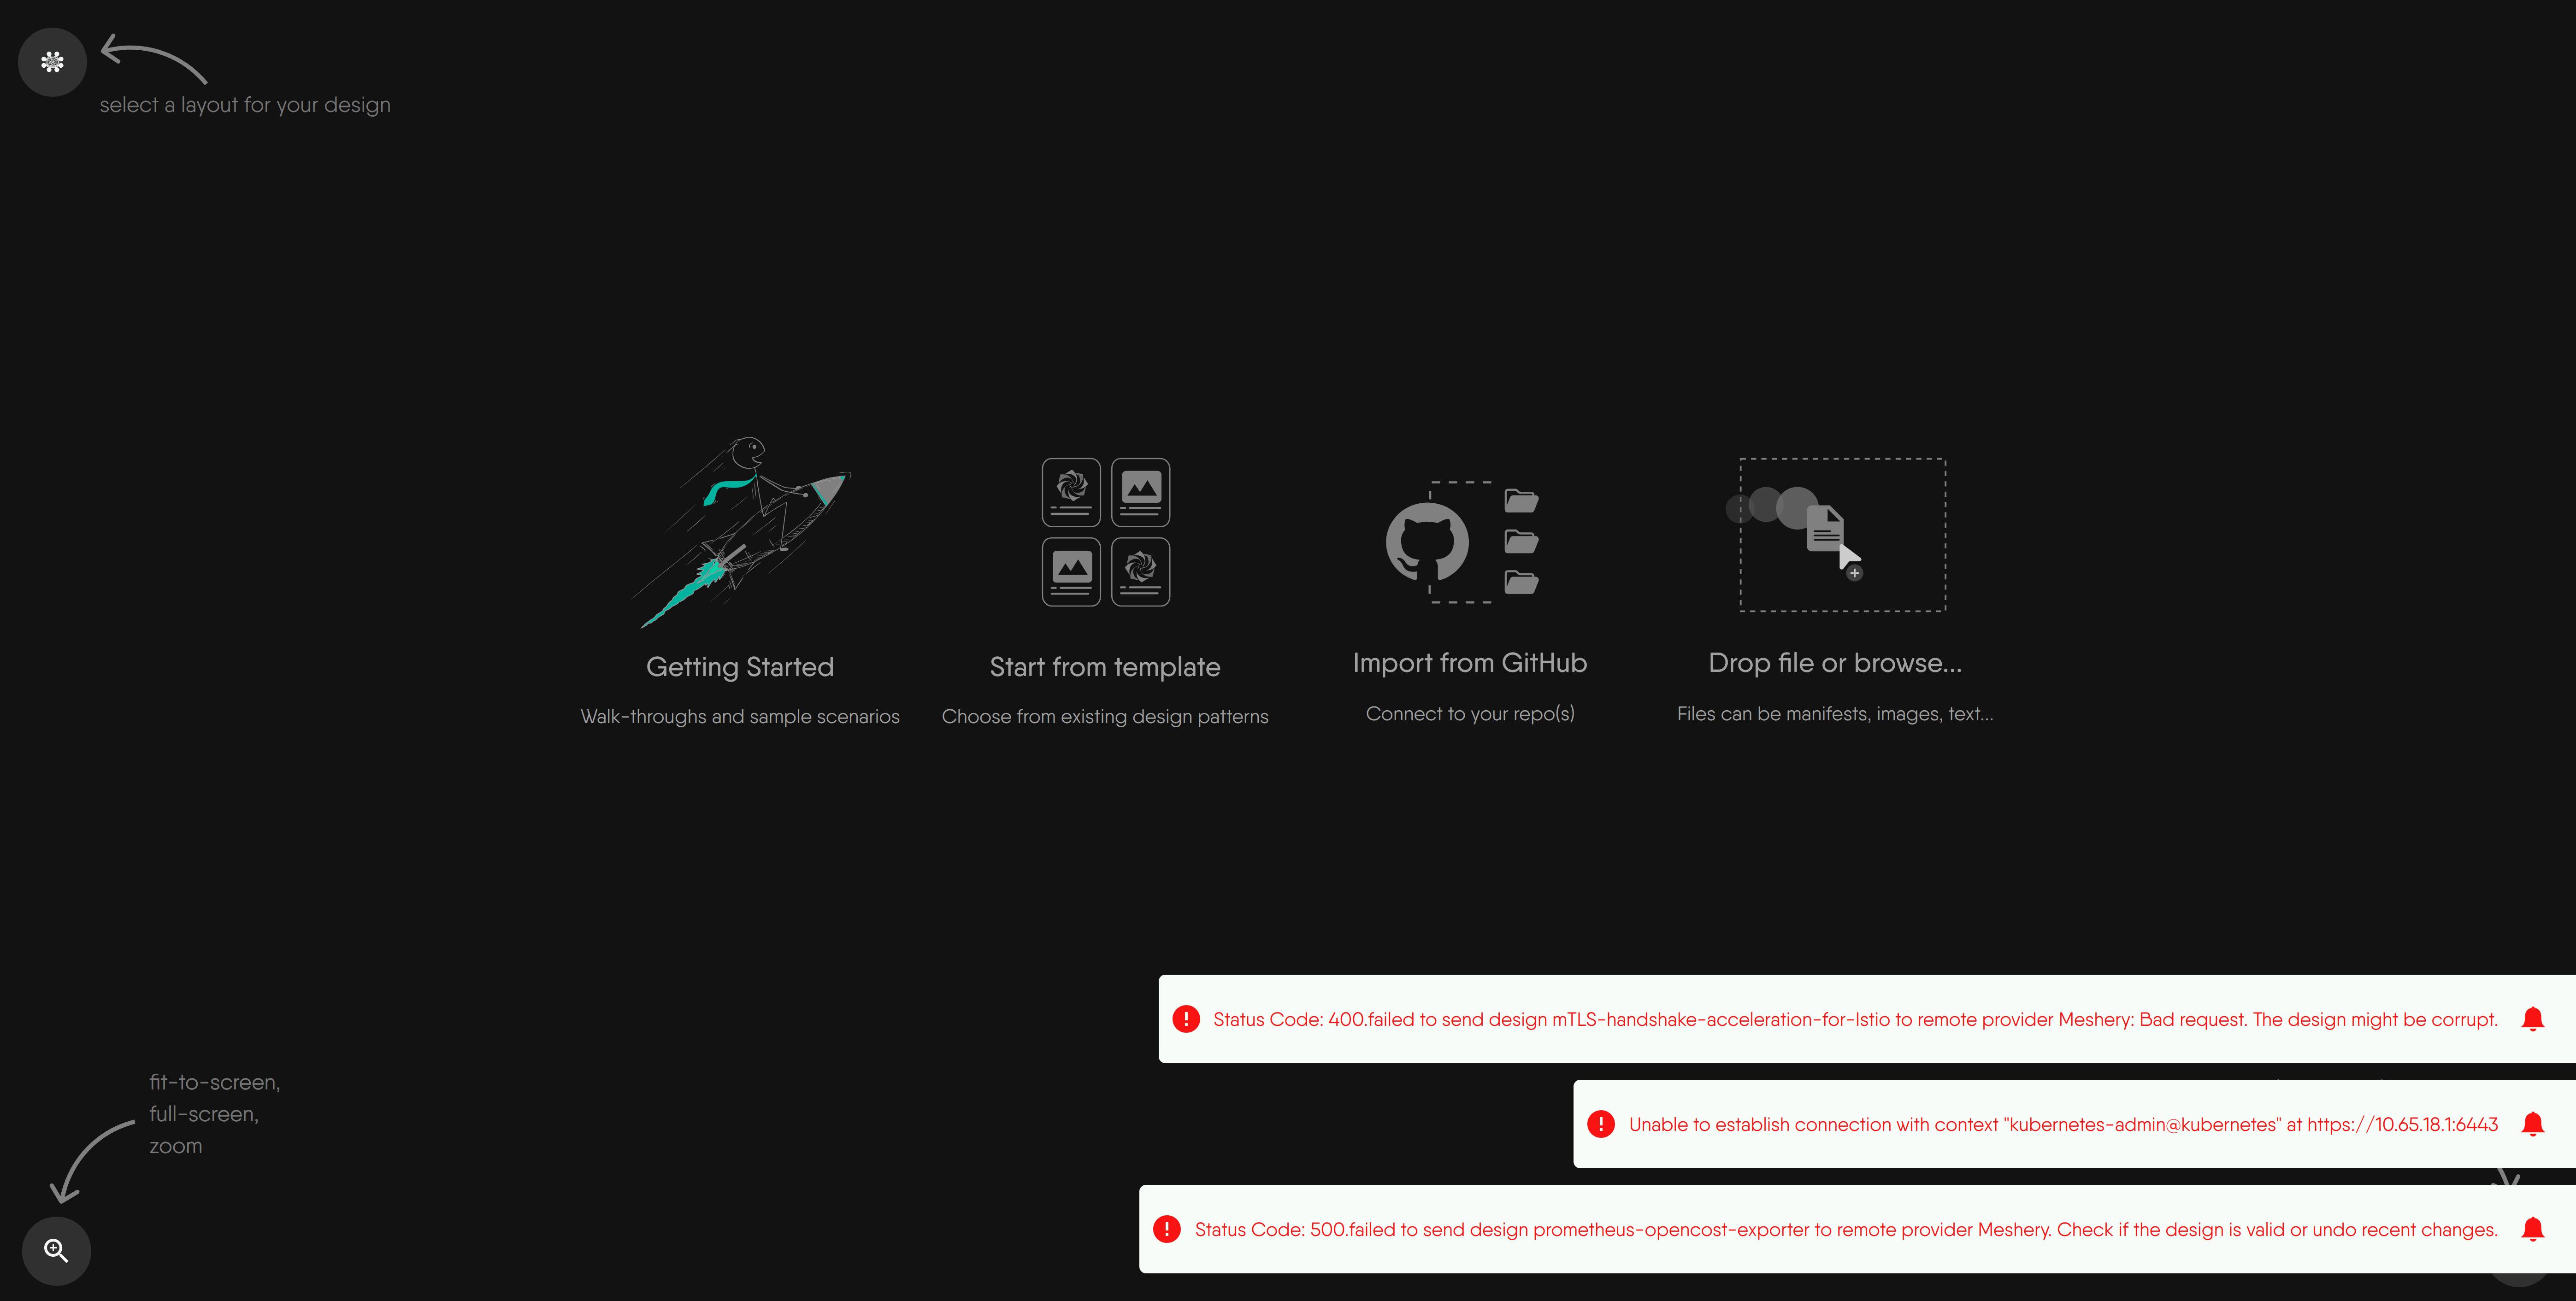 select a layout for your design
Getting Started
Walk-throughs and sample scenarios
Start from template
Choose from existing design patterns
Import from GitHub
Connect to your repo(s)
Drop file or browse...
Files can be manifests, images, text...
Status Code: 400.failed to send design mTLS-handshake-acceleration-for-Istio to remote provider Meshery: Bad request. The design might be corrupt.
Unable to establish connection with context "kubernetes-admin@kubernetes" at https://10.65.18.1:6443
Status Code: 500.failed to send design prometheus-opencost-exporter to remote provider Meshery. Check if the design is valid or undo recent changes.
fit-to-screen,
full-screen,
zoom